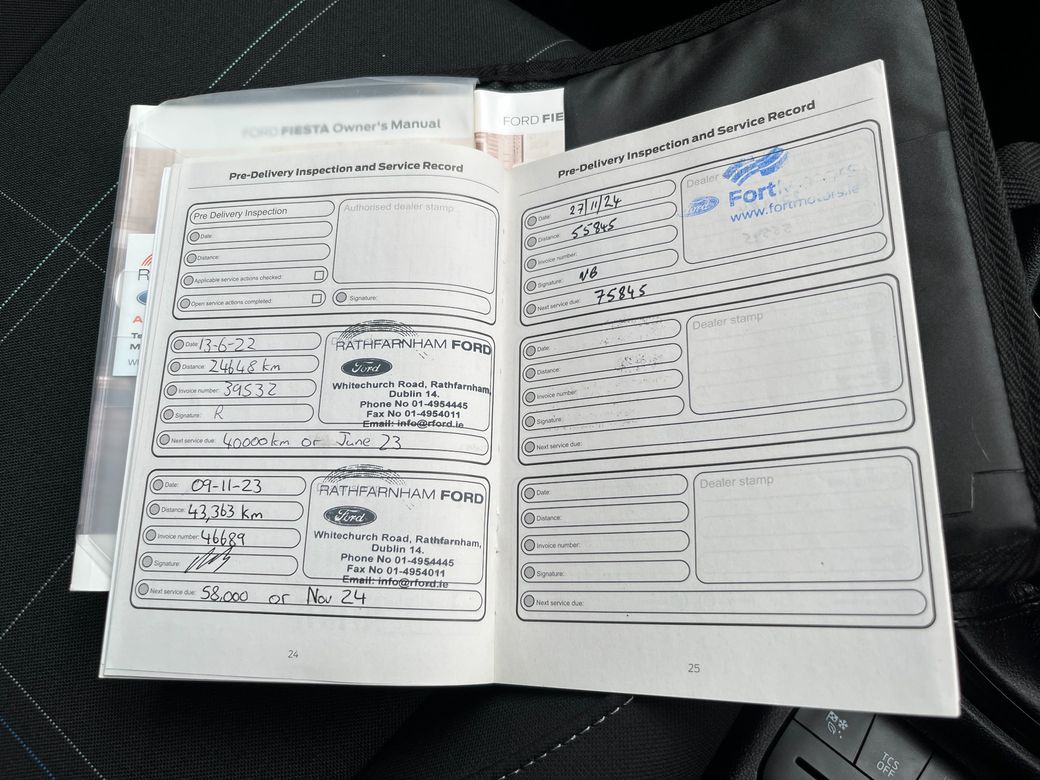 FORD FIESTA Owner's Manual
FORD FIE
Pre-Delivery Inspection and Service Record
Pre Delivery Inspection
Authorised dealer stamp
Date:
Distance:
Applicable service actions checked:
Open service actions completed:
Signature:
Date: 13-6-22
Distance: 24648 km
Invoice number: 39532
Signature: R
Next service due: 40000km or June 23
RATHFARNHAM FORD
Ford
Whitechurch Road, Rathfarnham,
Dublin 14.
Phone No 01-4954445
Fax No 01-4954011
Email: info@rford.ie
Date: 09-11-23
Distance: 43,363 km
Invoice number: 46689
Signature:
Next service due: 58,000 or Nov 24
RATHFARNHAM FORD
Ford
Whitechurch Road, Rathfarnham,
Dublin 14.
Phone No 01-4954445
Fax No 01-4954011
Email: info@rford.ie
24
Pre-Delivery Inspection and Service Record
Date: 27/11/24
Distance: 55845
Invoice number:
Signature: NB
Next service due: 75845
Dealer
Ford
Fort
www.fortmotors.ie
Date:
Distance:
Invoice number:
Signature:
Next service due:
Dealer stamp
Date:
Distance:
Invoice number:
Signature:
Next service due:
Dealer stamp
25
TCS
OFF